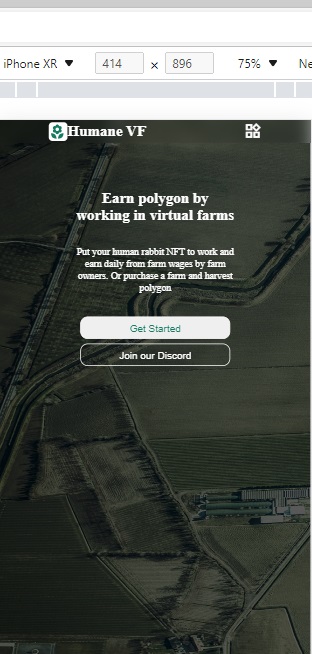 iPhone XR 414 × 896 75% Ne
Humane VF
Earn polygon by
working in virtual farms
Put your human rabbit NFT to work and
earn daily from farm wages by farm
owners. Or purchase a farm and harvest
polygon
Get Started
Join our Discord